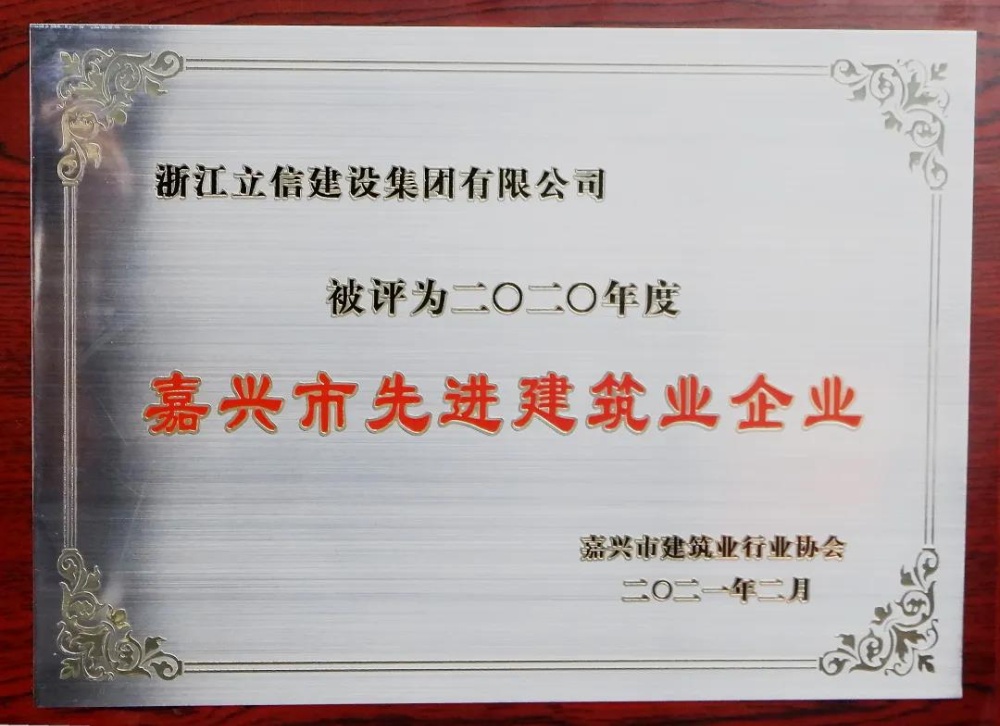 浙江立信建设集团有限公司
被评为二〇二〇年度
嘉兴市先进建筑业企业
嘉兴市建筑业行业协会
二〇二一年二月